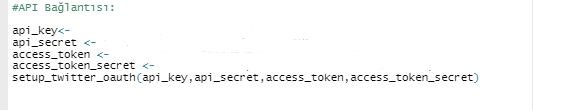 #API Bağlantısı:
api_key<-
api_secret <-
access_token <-
access_token_secret <-
setup_twitter_oauth(api_key,api_secret,access_token,access_token_secret)